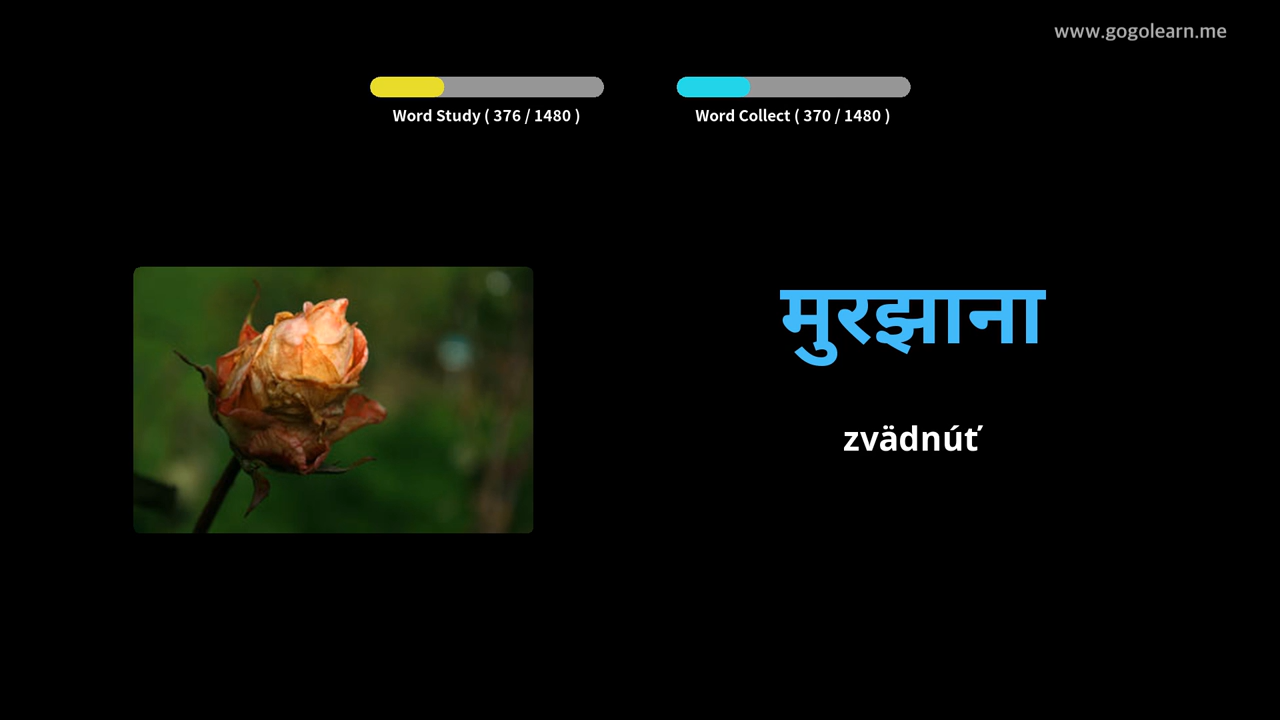 www.gogolearn.me
Word Study ( 376 / 1480 )
Word Collect ( 370 / 1480 )
मुरझाना
zvädnúť